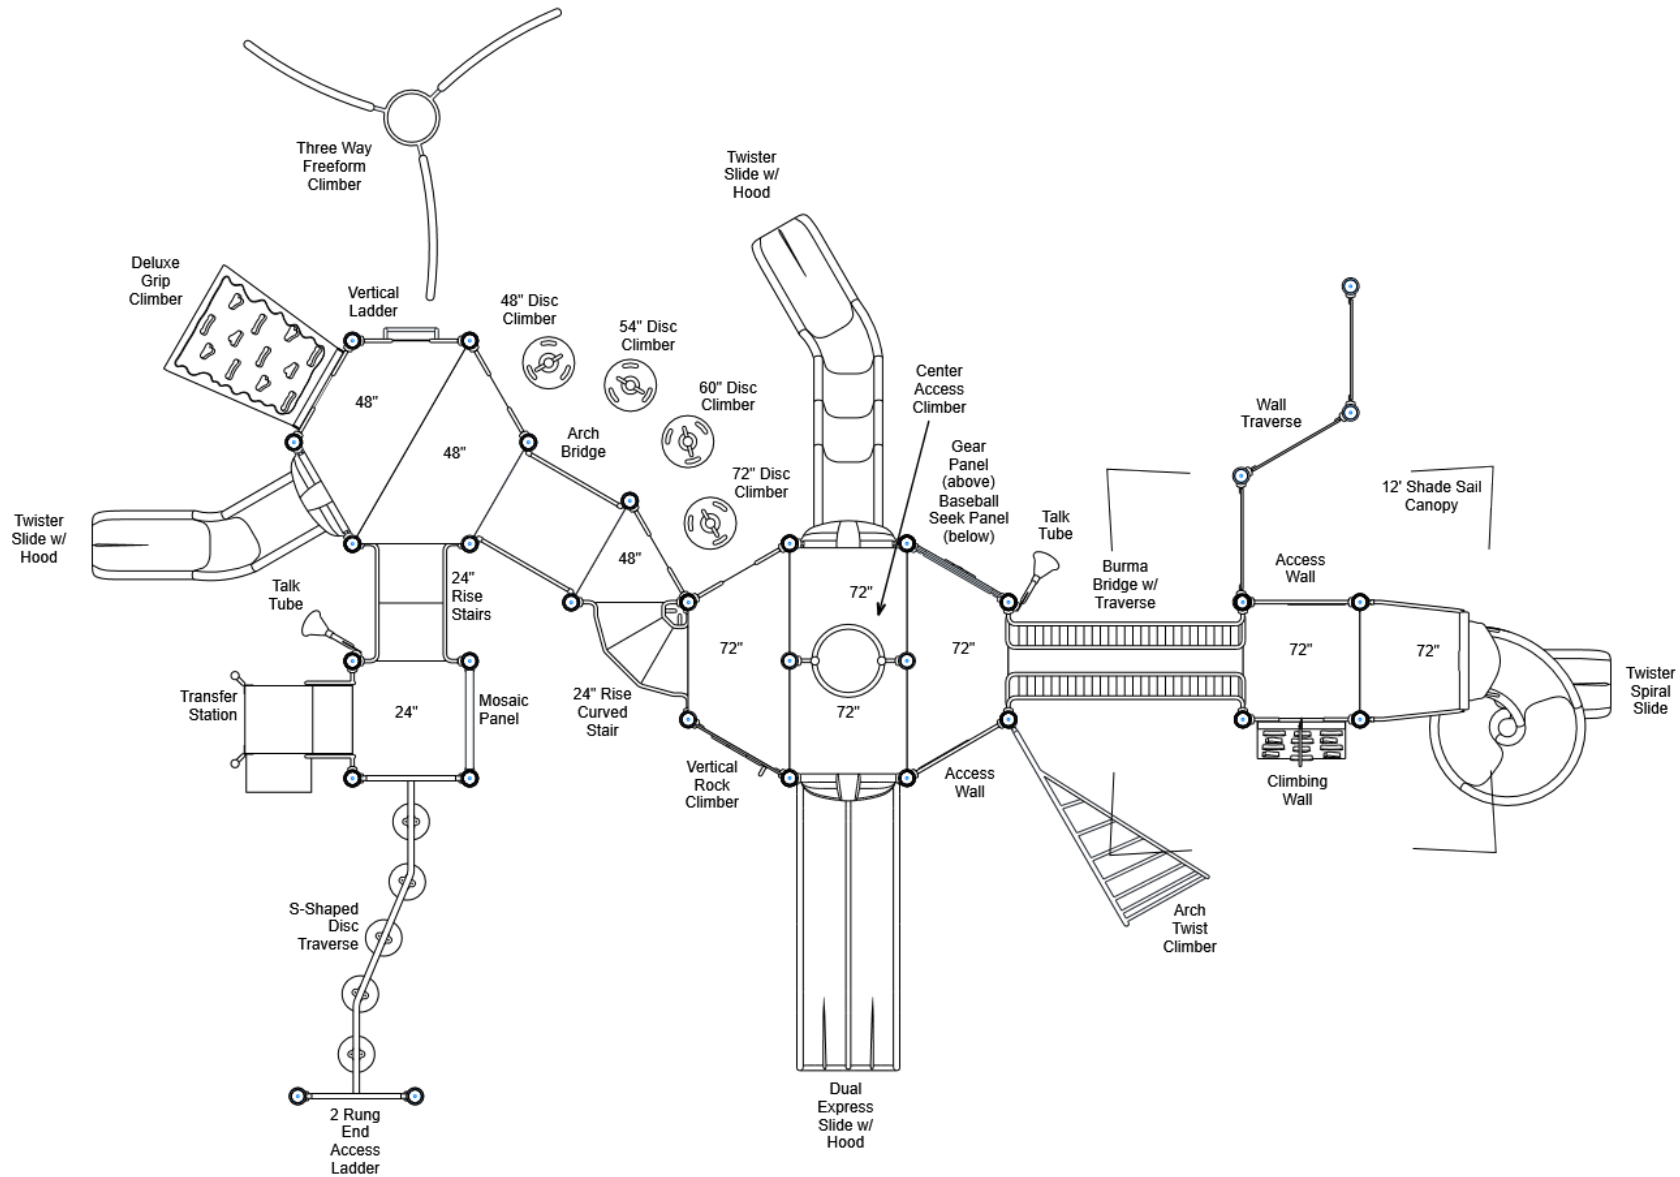 Three Way
Freeform
Climber
Twister
Slide w/
Hood
Deluxe
Grip
Climber
Vertical
Ladder
48" Disc
Climber
54" Disc
Climber
60" Disc
Climber
72" Disc
Climber
Center
Access
Climber
Wall
Traverse
48"
48"
Arch
Bridge
Gear
Panel
(above)
Baseball
Seek Panel
(below)
Talk
Tube
12' Shade Sail
Canopy
Twister
Slide w/
Hood
48"
Talk
Tube
24"
Rise
Stairs
72"
Burma
Bridge w/
Traverse
Access
Wall
72"
72"
72"
72"
Twister
Spiral
Slide
Transfer
Station
24"
Mosaic
Panel
24" Rise
Curved
Stair
72"
Vertical
Rock
Climber
Access
Wall
Climbing
Wall
S-Shaped
Disc
Traverse
Arch
Twist
Climber
Dual
Express
Slide w/
Hood
2 Rung
End
Access
Ladder